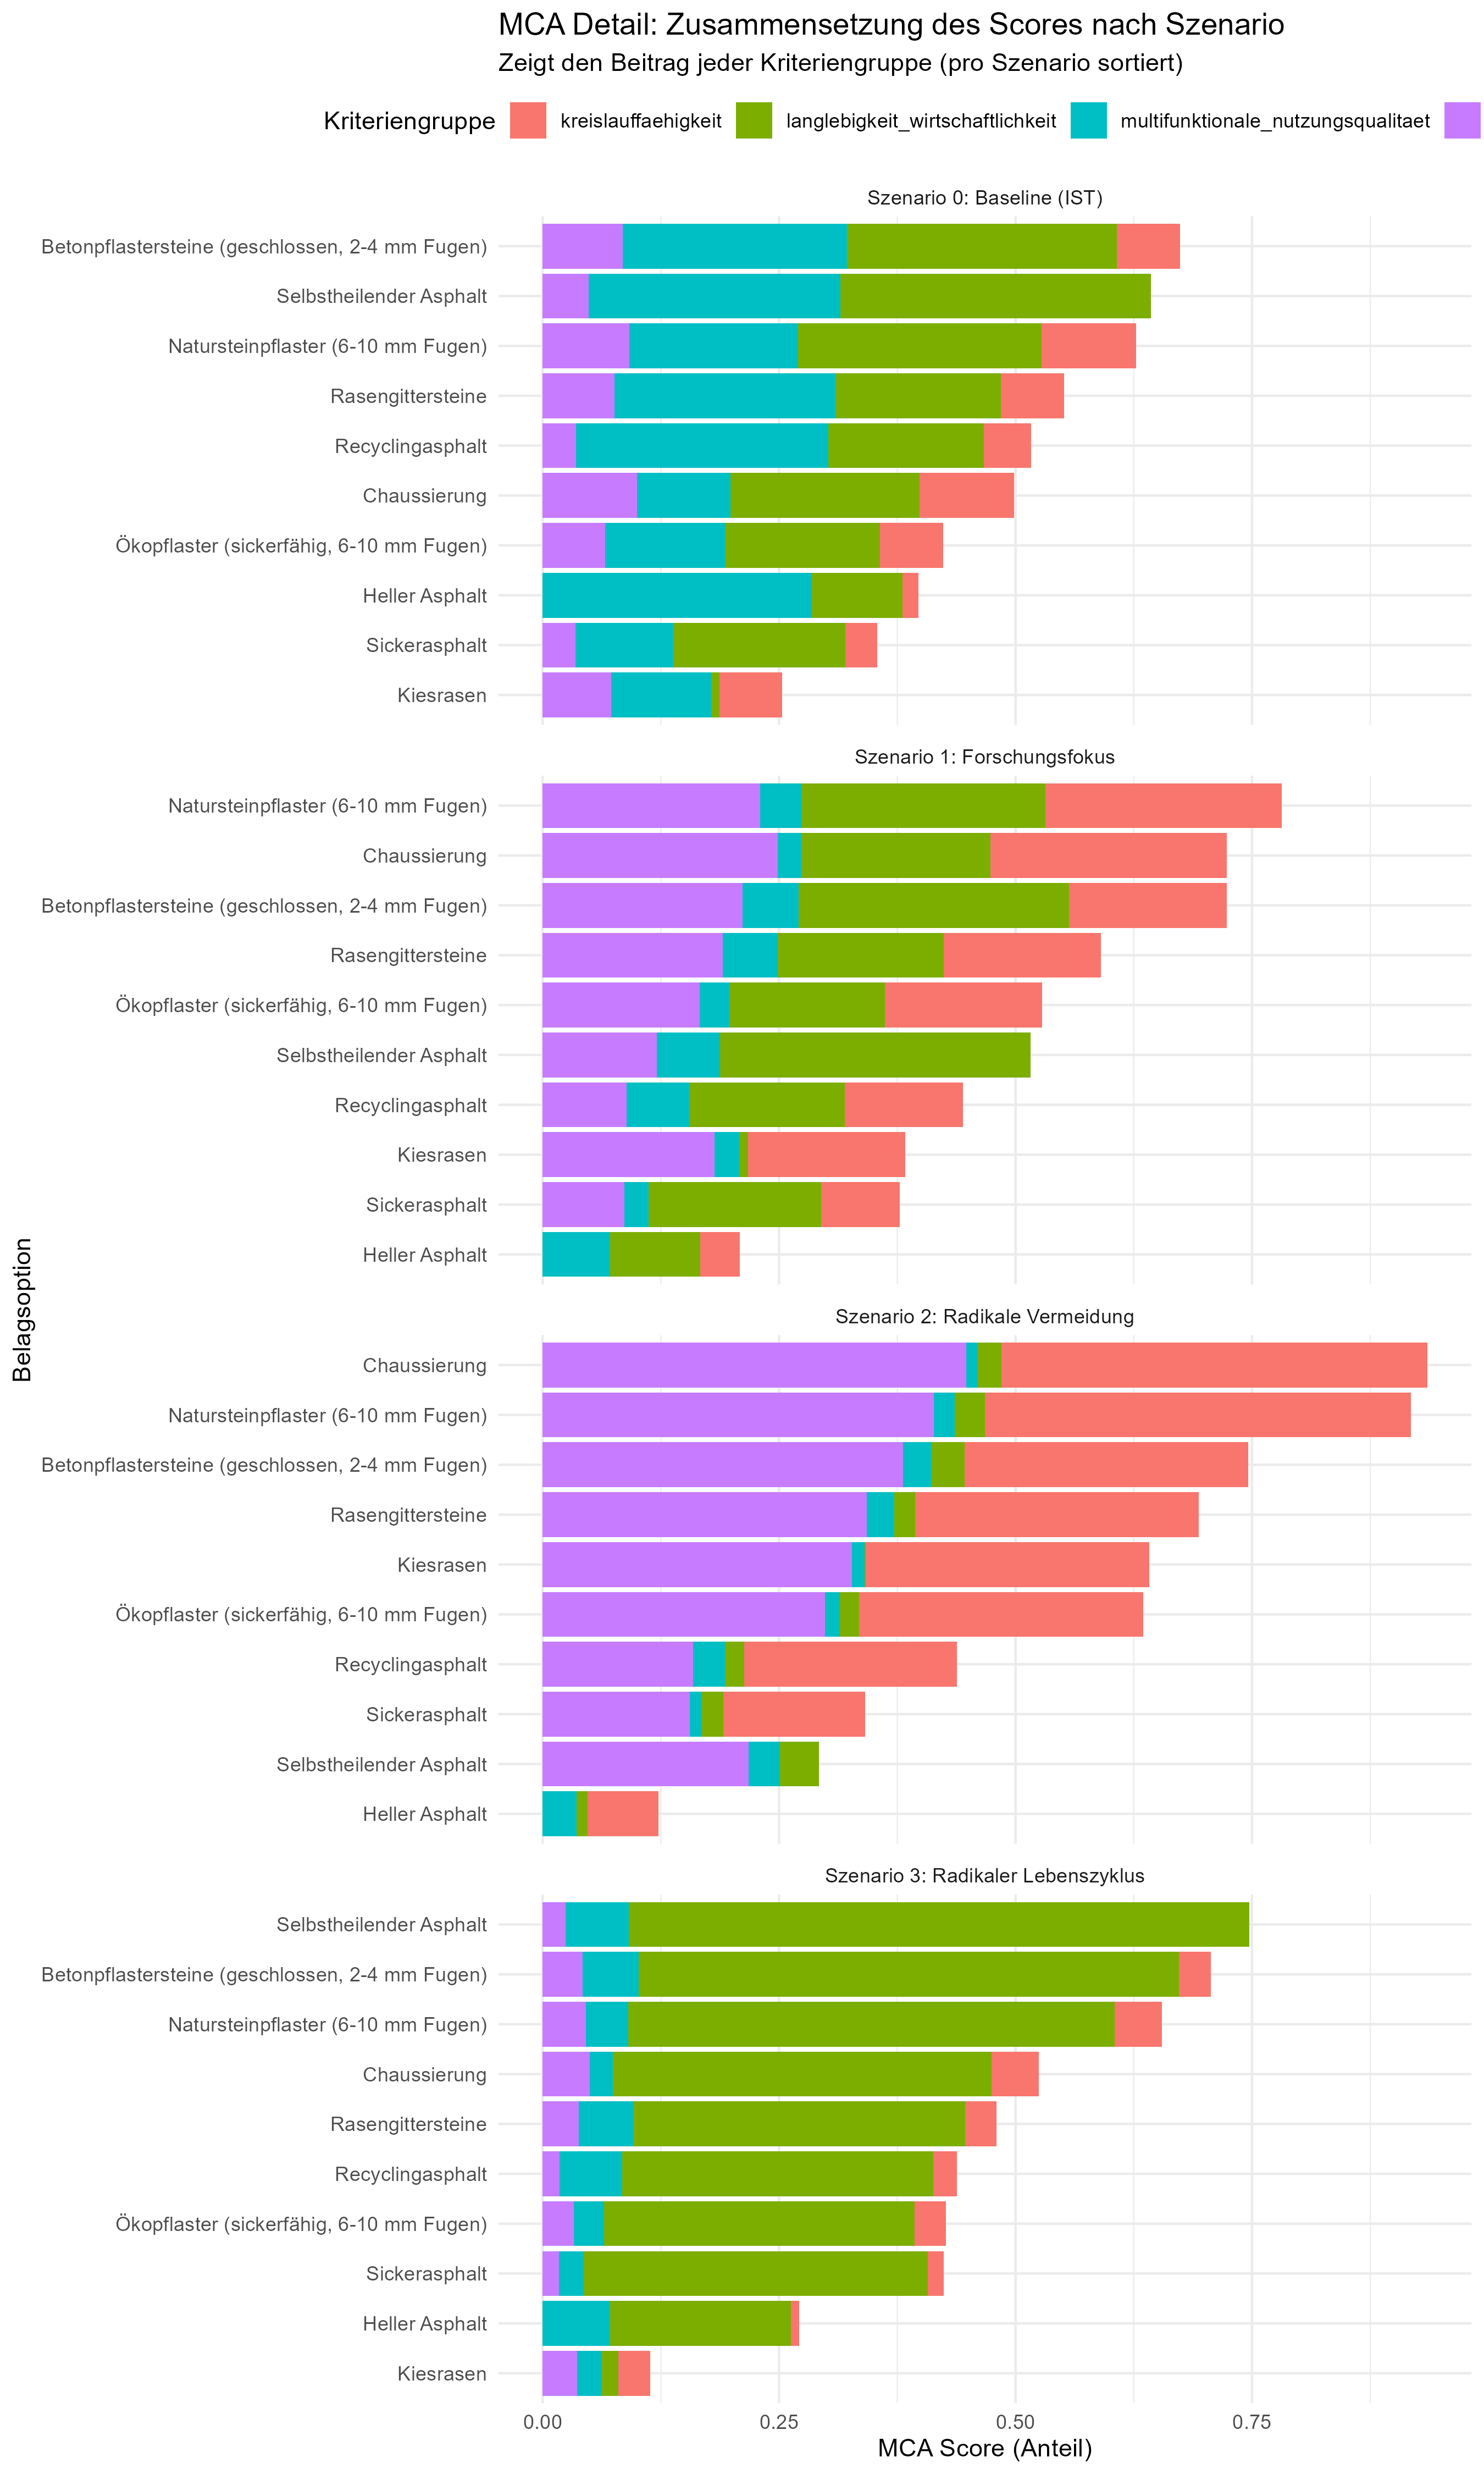 MCA Detail: Zusammensetzung des Scores nach Szenario
Zeigt den Beitrag jeder Kriteriengruppe (pro Szenario sortiert)
Kriteriengruppe kreislauffaehigkeit langlebigkeit_wirtschaftlichkeit multifunktionale_nutzungsqualitaet
Szenario 0: Baseline (IST)
Betonpflastersteine (geschlossen, 2-4 mm Fugen)
Selbstheilender Asphalt
Natursteinpflaster (6-10 mm Fugen)
Rasengittersteine
Recyclingasphalt
Chaussierung
Ökopflaster (sickerfähig, 6-10 mm Fugen)
Heller Asphalt
Sickerasphalt
Kiesrasen
Szenario 1: Forschungsfokus
Natursteinpflaster (6-10 mm Fugen)
Chaussierung
Betonpflastersteine (geschlossen, 2-4 mm Fugen)
Rasengittersteine
Ökopflaster (sickerfähig, 6-10 mm Fugen)
Selbstheilender Asphalt
Recyclingasphalt
Kiesrasen
Sickerasphalt
Heller Asphalt
Belagsoption
Szenario 2: Radikale Vermeidung
Chaussierung
Natursteinpflaster (6-10 mm Fugen)
Betonpflastersteine (geschlossen, 2-4 mm Fugen)
Rasengittersteine
Kiesrasen
Ökopflaster (sickerfähig, 6-10 mm Fugen)
Recyclingasphalt
Sickerasphalt
Selbstheilender Asphalt
Heller Asphalt
Szenario 3: Radikaler Lebenszyklus
Selbstheilender Asphalt
Betonpflastersteine (geschlossen, 2-4 mm Fugen)
Natursteinpflaster (6-10 mm Fugen)
Chaussierung
Rasengittersteine
Recyclingasphalt
Ökopflaster (sickerfähig, 6-10 mm Fugen)
Sickerasphalt
Heller Asphalt
Kiesrasen
0.00 0.25 0.50 0.75
MCA Score (Anteil)